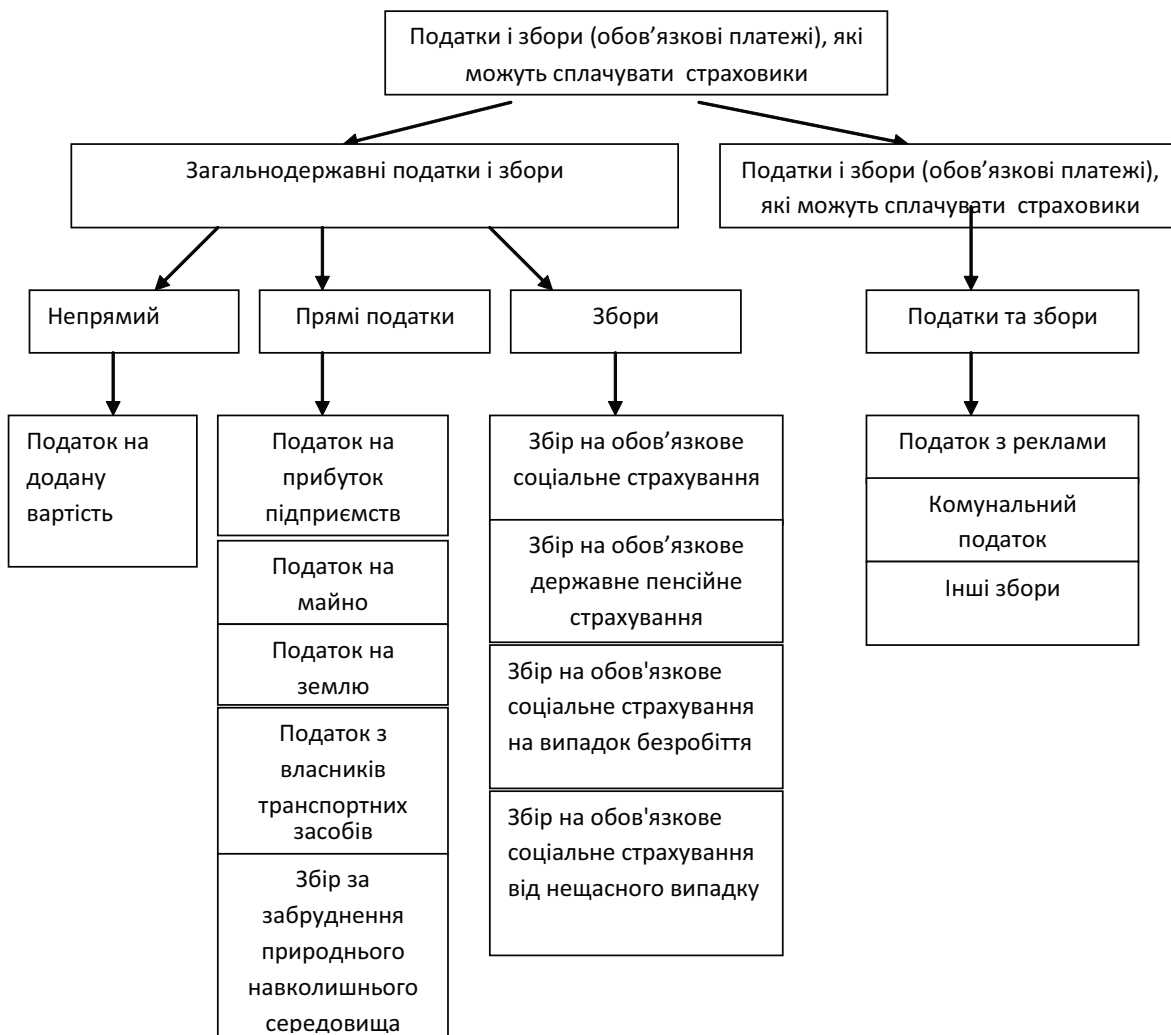 Податки і збори (обов’язкові платежі), які
можуть сплачувати страховики
Загальнодержавні податки і збори
Податки і збори (обов’язкові платежі),
які можуть сплачувати страховики
Непрямий
Прямі податки
Збори
Податки та збори
Податок на
додану
вартість
Податок на
прибуток
підприємств
Податок на
майно
Податок на
землю
Податок з
власників
транспортних
засобів
Збір за
забруднення
природнього
навколишнього
середовища
Збір на обов’язкове
соціальне страхування
Збір на обов’язкове
державне пенсійне
страхування
Збір на обов'язкове
соціальне страхування
на випадок безробіття
Збір на обов'язкове
соціальне страхування
від нещасного випадку
Податок з реклами
Комунальний
податок
Інші збори